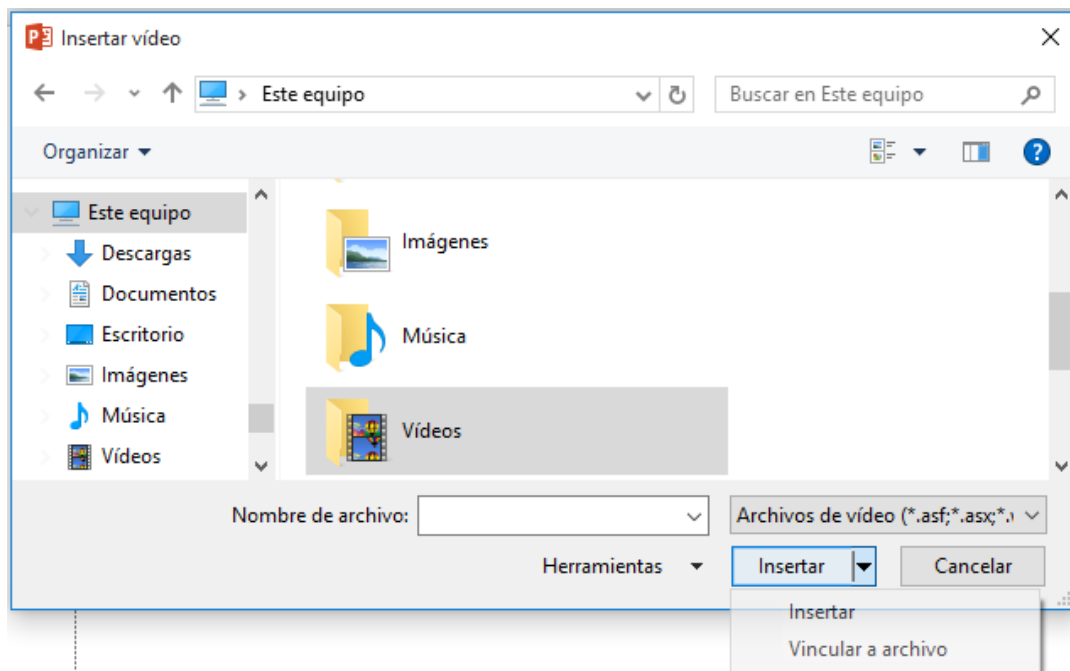 Insertar vídeo
Este equipo
Buscar en Este equipo
Organizar
Este equipo
Descargas
Documentos
Escritorio
Imágenes
Música
Vídeos
Imágenes
Música
Vídeos
Nombre de archivo:
Archivos de vídeo (*.asf;*.asx;*.
Herramientas
Insertar
Cancelar
Insertar
Vincular a archivo